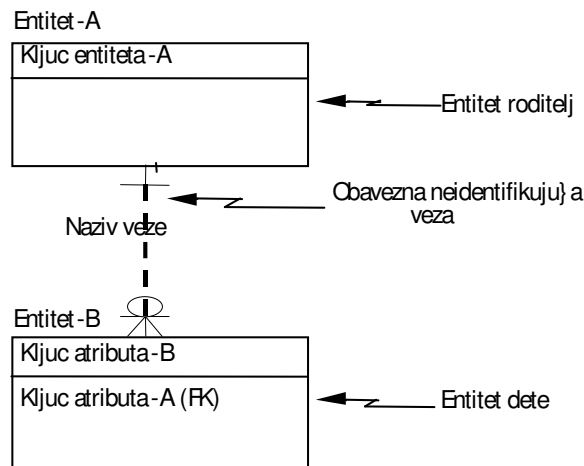 Entitet-A
Kljuc entiteta-A
Entitet roditelj
Obavezna neidentifikuju}a
veza
Naziv veze
Entitet-B
Kljuc atributa-B
Kljuc atributa-A (FK)
Entitet dete